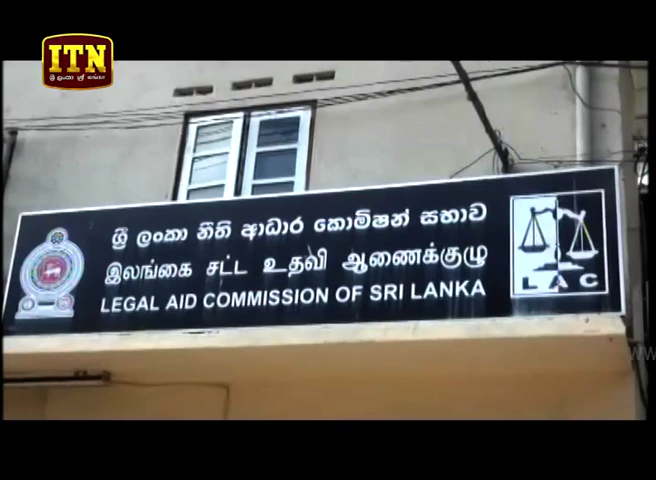 ITN
ශ්‍රී ලංකා නීති ආධාර කොමිෂන් සභාව
இலங்கை சட்ட உதவி ஆணைக்குழு
LEGAL AID COMMISSION OF SRI LANKA
LAC